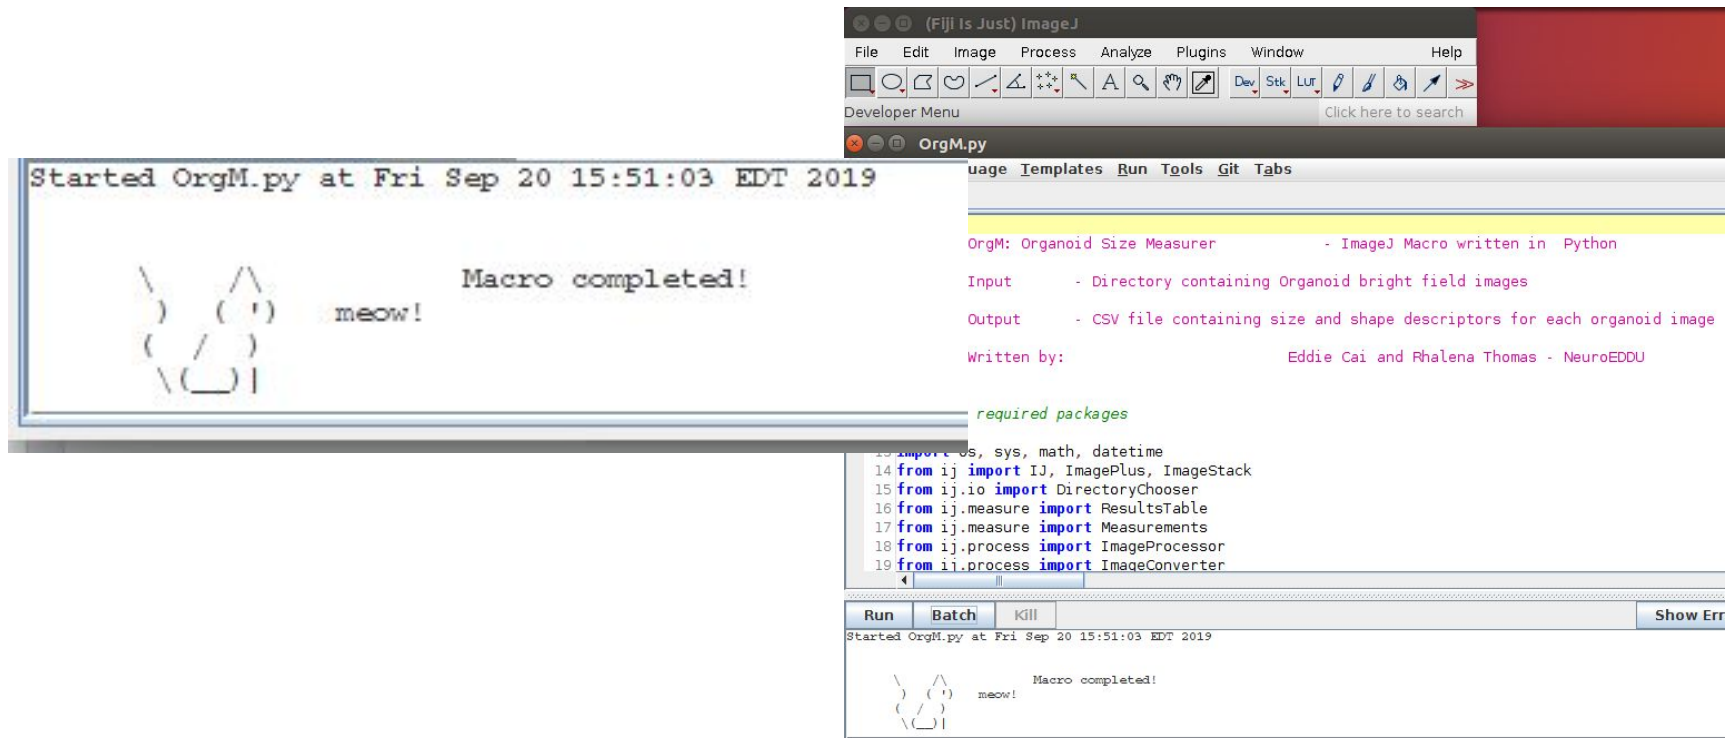 (Fiji Is Just) ImageJ
File Edit Image Process Analyze Plugins Window Help
A Dev Stk LUT
Developer Menu Click here to search
OrgM.py
uage Templates Run Tools Git Tabs
OrgM: Organoid Size Measurer - ImageJ Macro written in Python
Input - Directory containing Organoid bright field images
Output - CSV file containing size and shape descriptors for each organoid image
Written by: Eddie Cai and Rhalena Thomas - NeuroEDDU
required packages
import os, sys, math, datetime
14 from ij import IJ, ImagePlus, ImageStack
15 from ij.io import DirectoryChooser
16 from ij.measure import ResultsTable
17 from ij.measure import Measurements
18 from ij.process import ImageProcessor
19 from ij.process import ImageConverter
Run Batch Kill Show Err
Started OrgM.py at Fri Sep 20 15:51:03 EDT 2019
\ /\ Macro completed!
) ( ') meow!
( / )
\(__)|
Started OrgM.py at Fri Sep 20 15:51:03 EDT 2019
\ /\ Macro completed!
) ( ') meow!
( / )
\(__)|